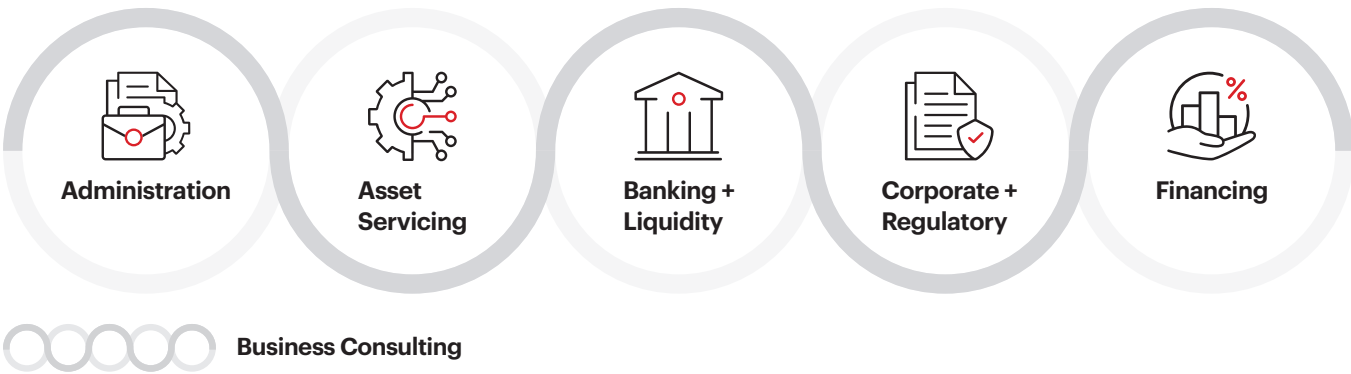 Administration
Asset
Servicing
Banking +
Liquidity
Corporate +
Regulatory
%
Financing
Business Consulting